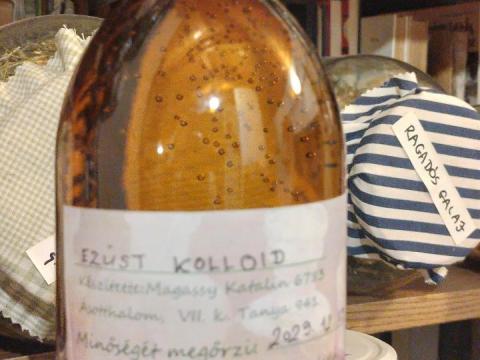 EZÜST KOLLOID
Készítette: Magassy Katalin 6783
Ásotthalom, VII. k. Tanya 941
Minőségét megőrzi:
RAGADÓS GALAJ